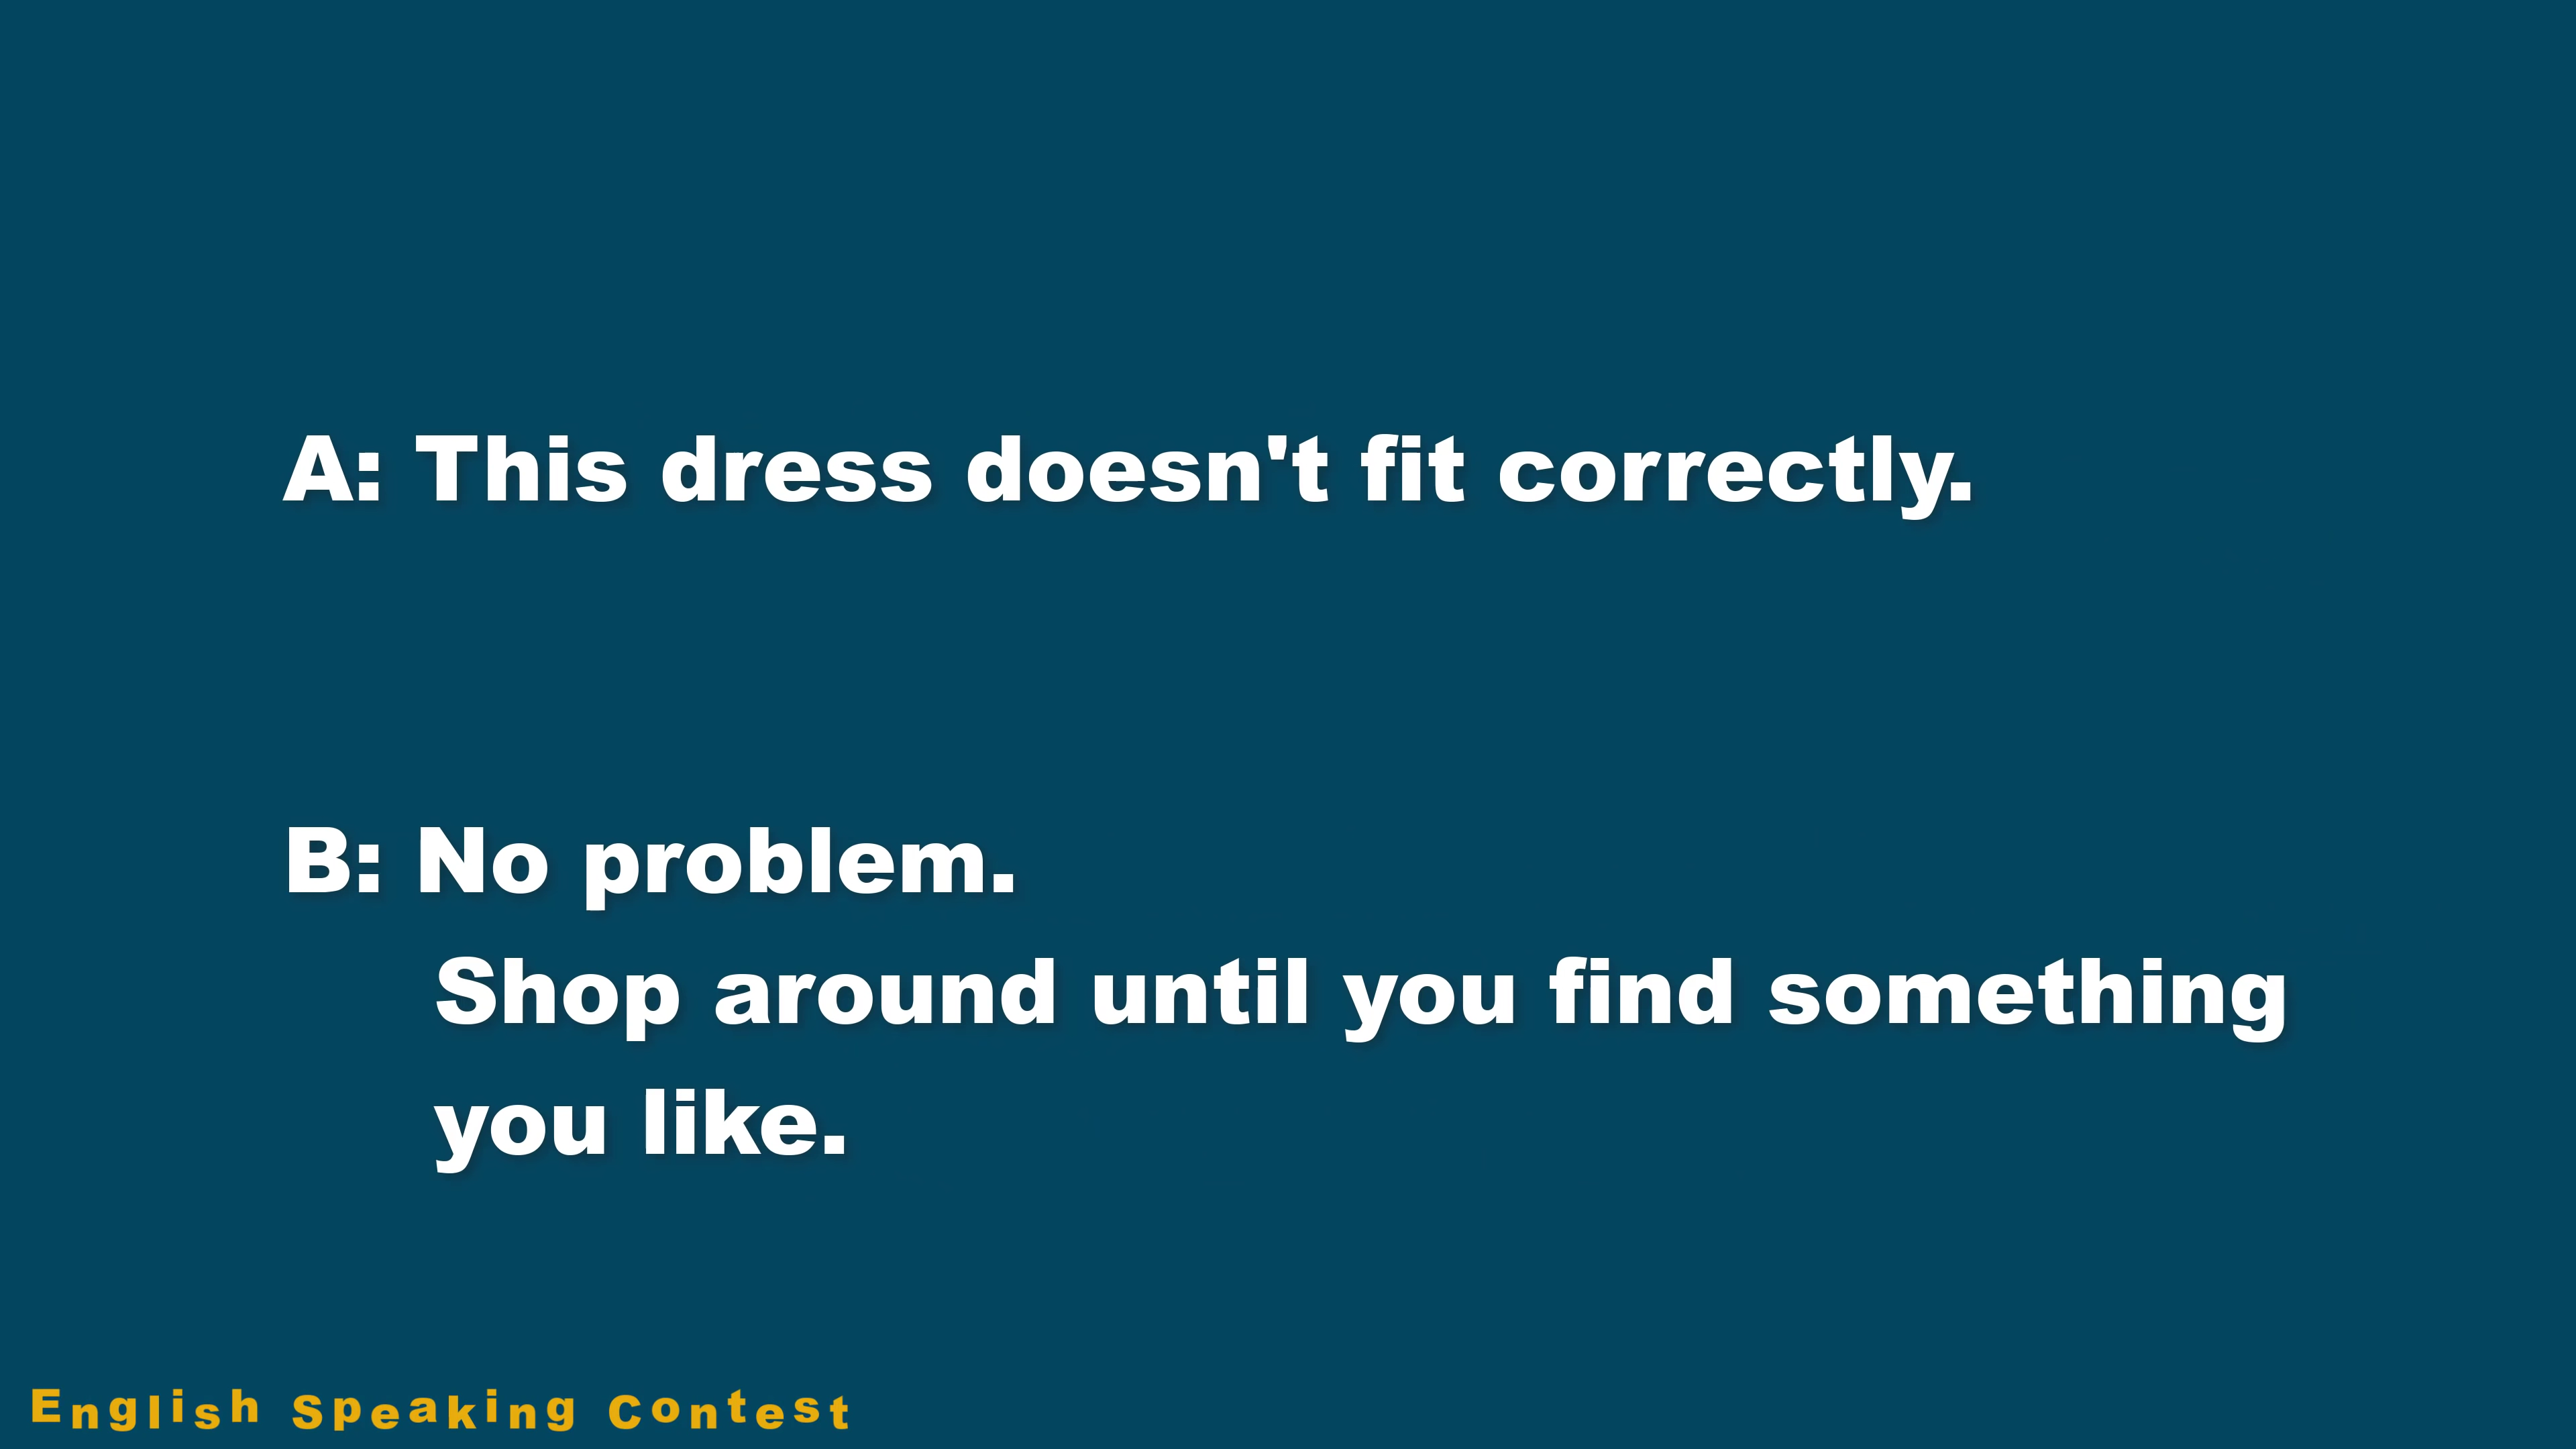 A: This dress doesn't fit correctly.
B: No problem.
Shop around until you find something
you like.
English Speaking Contest